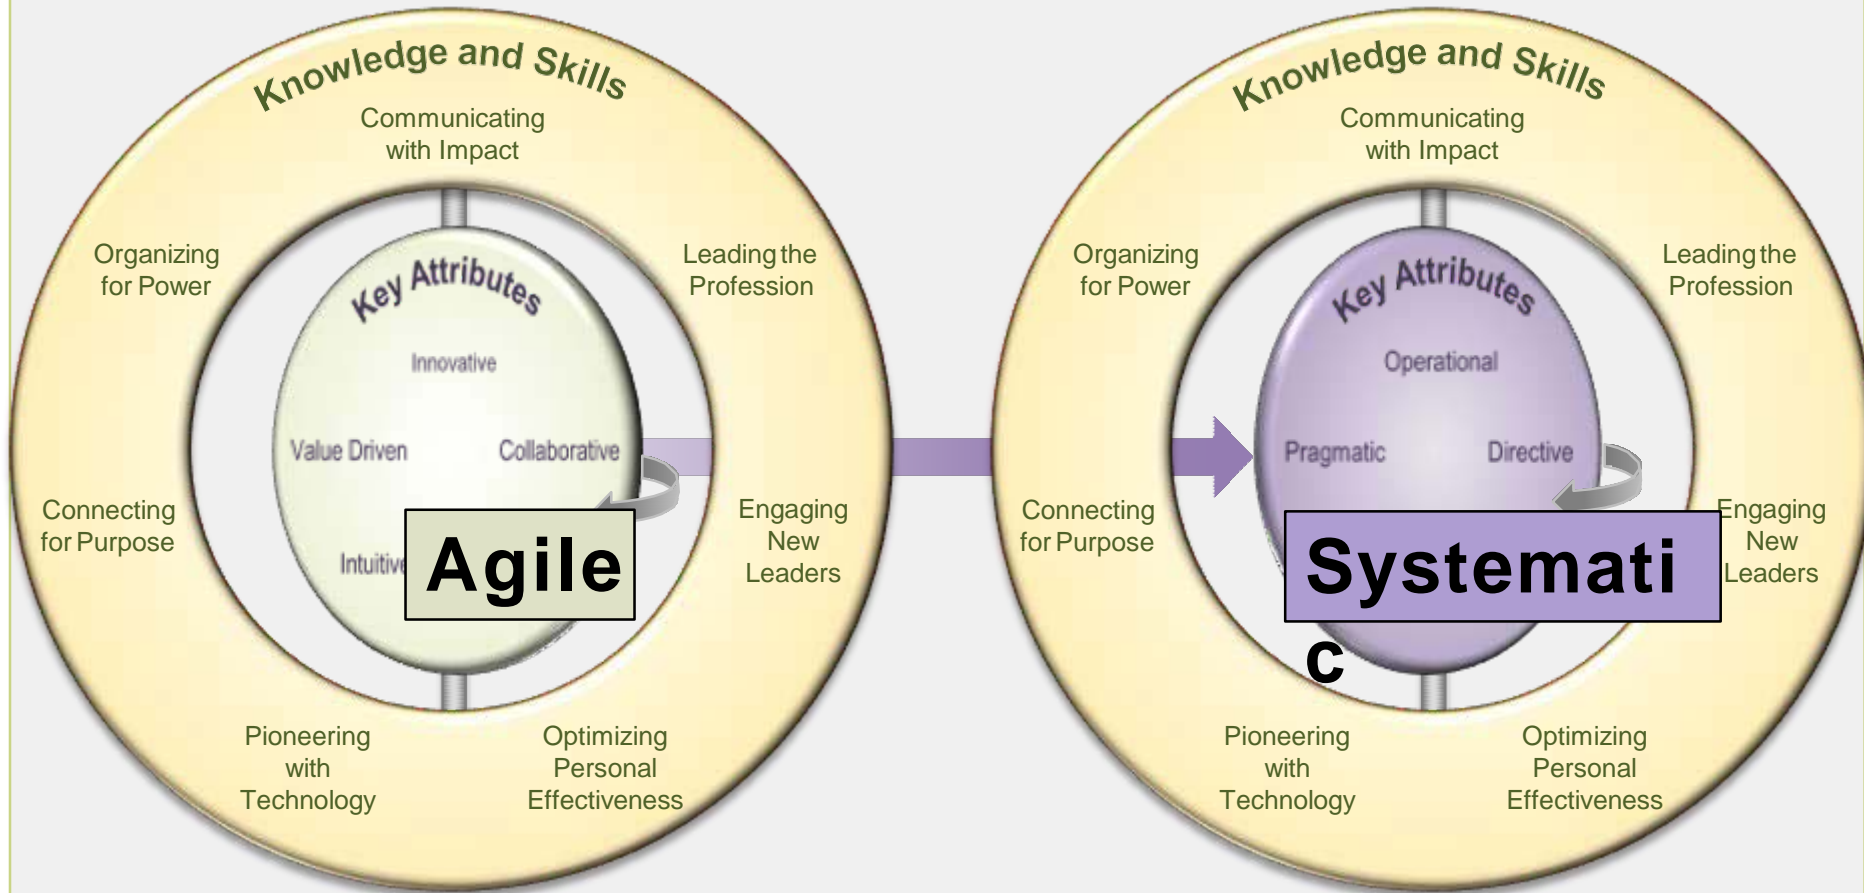 Knowledge and Skills
Communicating
with Impact
Organizing
for Power
Leading the
Profession
Key Attributes
Innovative
Value Driven
Collaborative
Intuitive
Agile
Connecting
for Purpose
Engaging
New
Leaders
Pioneering
with
Technology
Optimizing
Personal
Effectiveness
Knowledge and Skills
Communicating
with Impact
Organizing
for Power
Leading the
Profession
Key Attributes
Operational
Pragmatic
Directive
Systemati
c
Connecting
for Purpose
Engaging
New
Leaders
Pioneering
with
Technology
Optimizing
Personal
Effectiveness